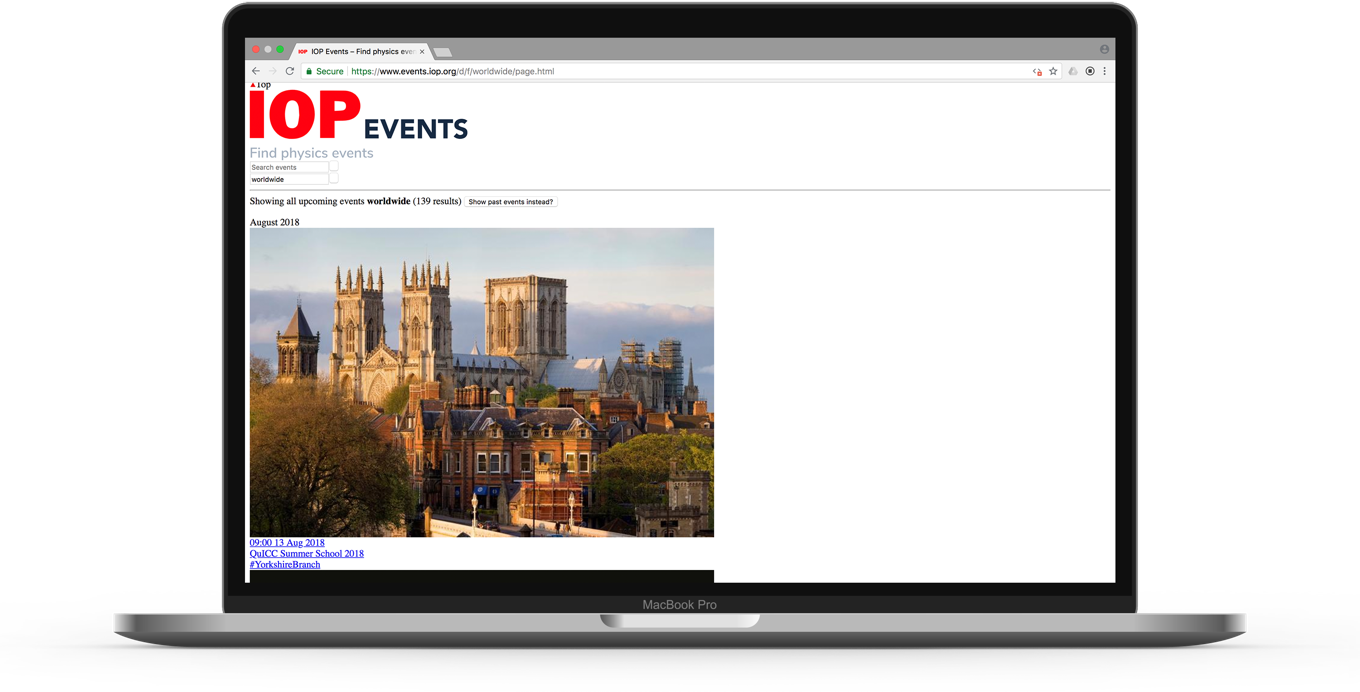 IOP IOP Events – Find physics eve
Secure https://www.events.iop.org/d/f/worldwide/page.html
▲Top
IOP EVENTS
Find physics events
Search events
worldwide
Showing all upcoming events worldwide (139 results) Show past events instead?
August 2018
09:00 13 Aug 2018
QuICC Summer School 2018
#YorkshireBranch
MacBook Pro